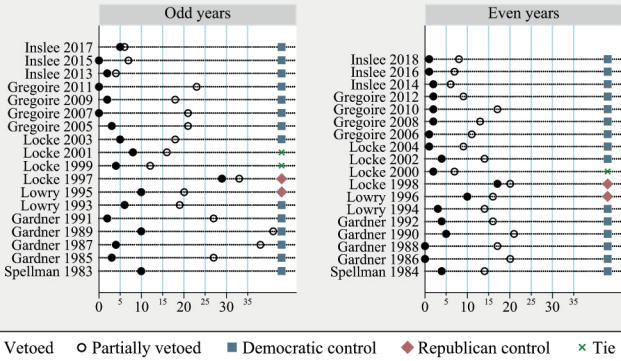 Odd years
Inslee 2017
Inslee 2015
Inslee 2013
Gregoire 2011
Gregoire 2009
Gregoire 2007
Gregoire 2005
Locke 2003
Locke 2001
Locke 1999
Locke 1997
Lowry 1995
Lowry 1993
Gardner 1991
Gardner 1989
Gardner 1987
Gardner 1985
Spellman 1983
0 5 10 15 20 25 30 35
Even years
Inslee 2018
Inslee 2016
Inslee 2014
Gregoire 2012
Gregoire 2010
Gregoire 2008
Gregoire 2006
Locke 2004
Locke 2002
Locke 2000
Locke 1998
Lowry 1996
Lowry 1994
Gardner 1992
Gardner 1990
Gardner 1988
Gardner 1986
Spellman 1984
0 5 10 15 20 25 30 35
Vetoed Partially vetoed Democratic control Republican control Tie